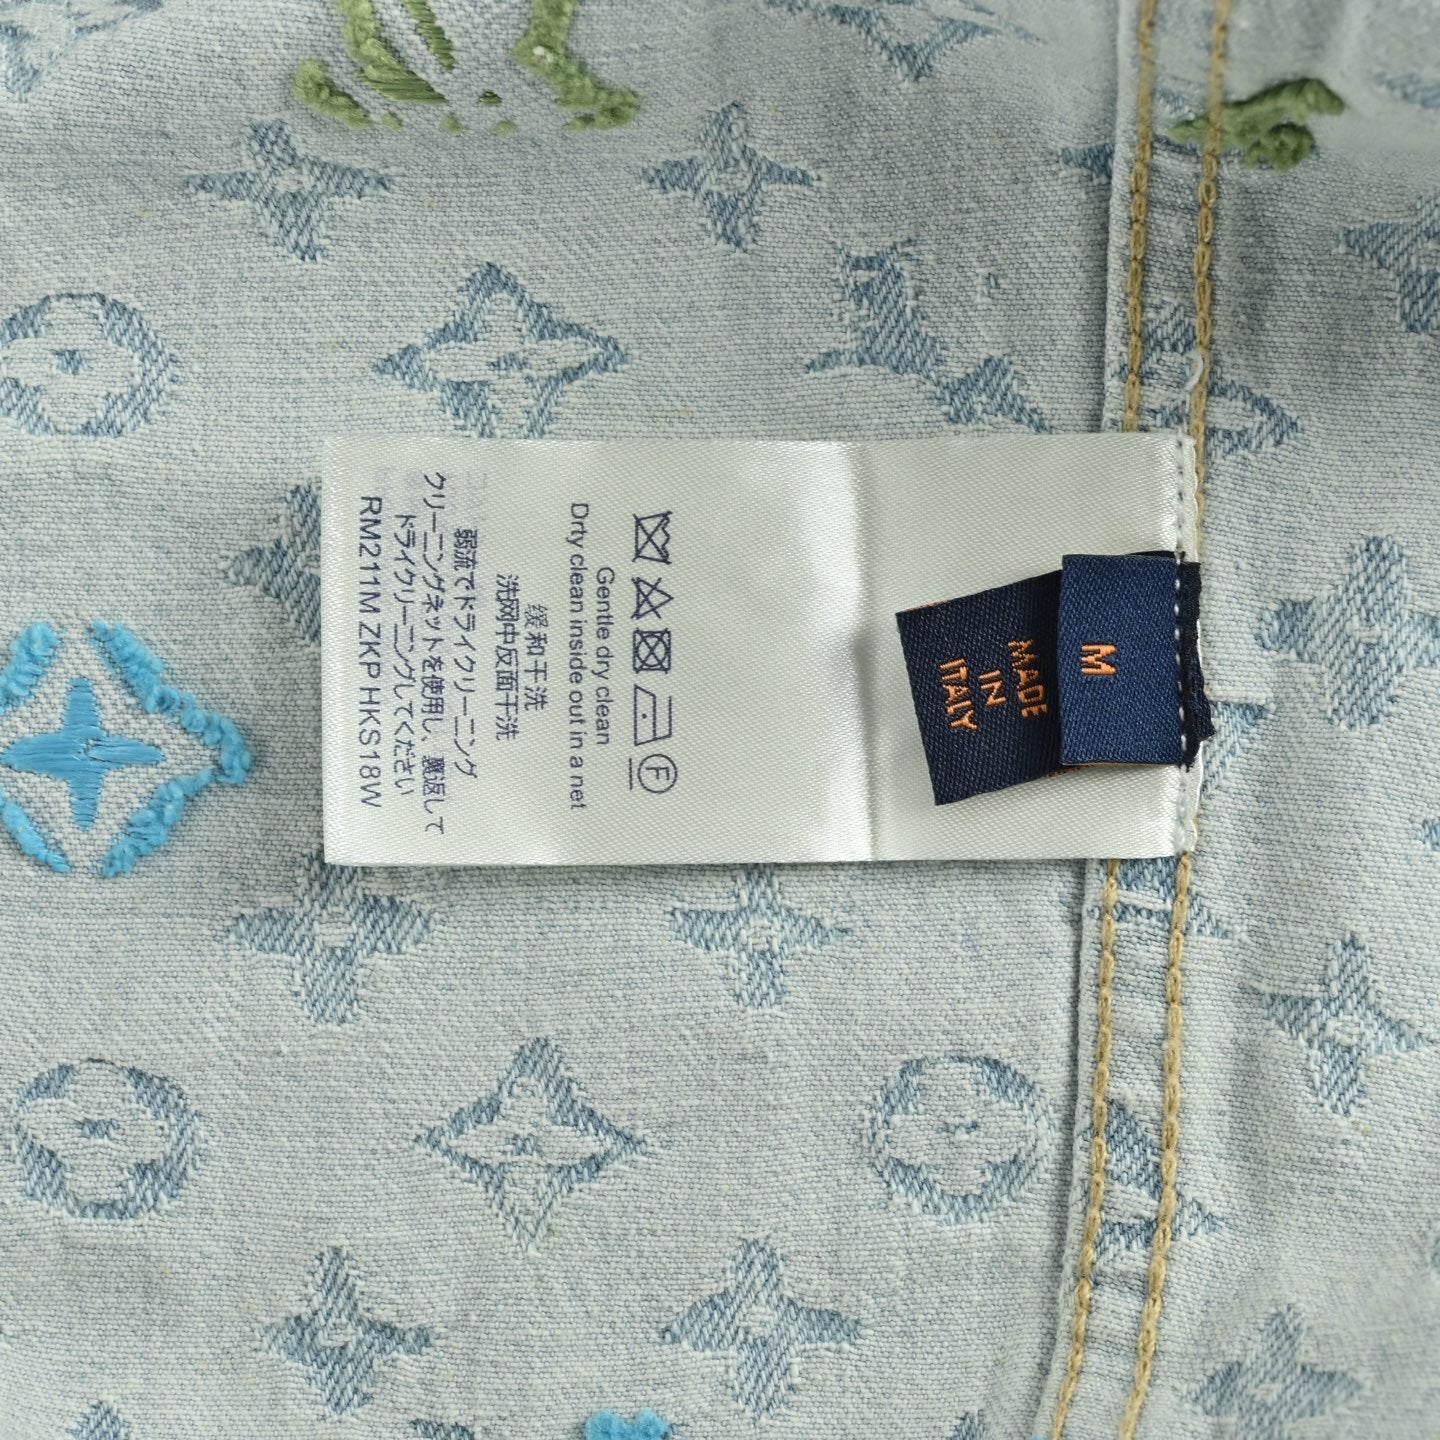 Gentle dry clean
Drty clean inside out in a net
缓和干洗
洗网中反面干洗
弱流でドライクリーニング
クリーニングネットを使用し、裏返して
ドライクリーニングしてください
RM211M ZKP HKS18W
F
M
MADE
IN
ITALY